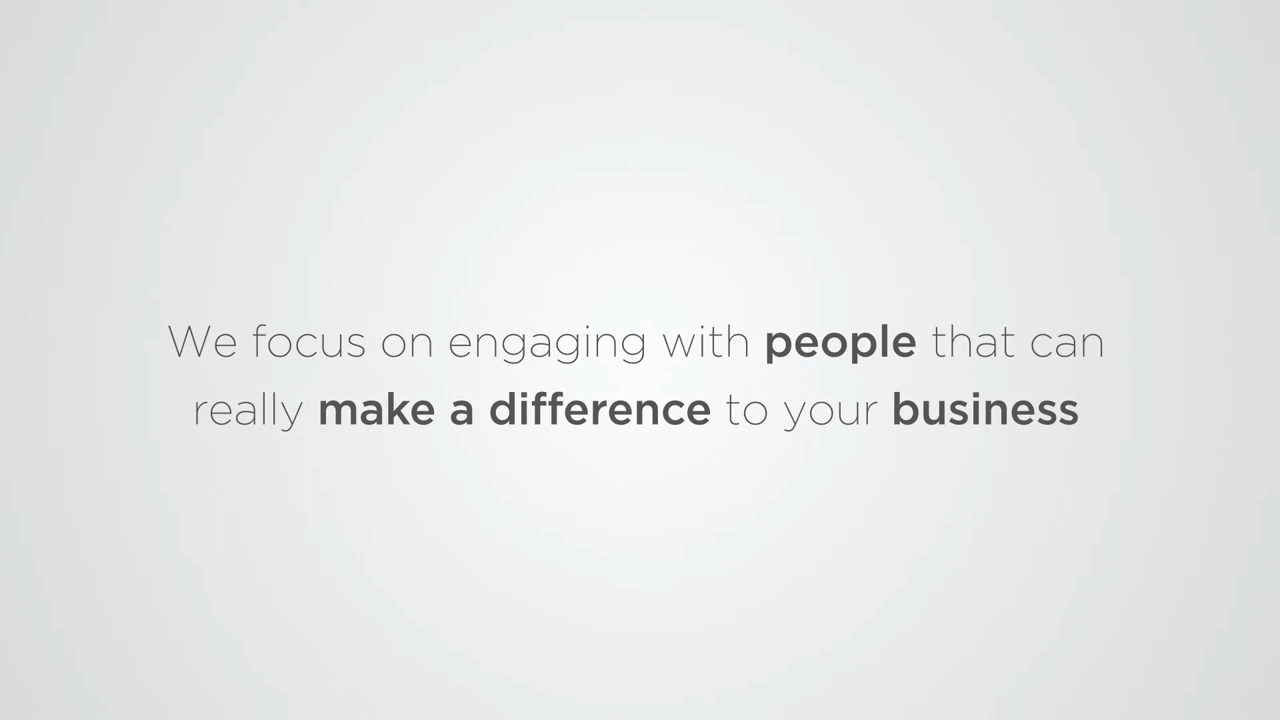 We focus on engaging with people that can
really make a difference to your business